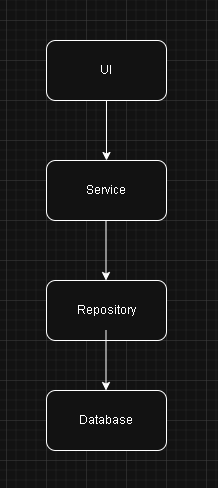 UI
Service
Repository
Database